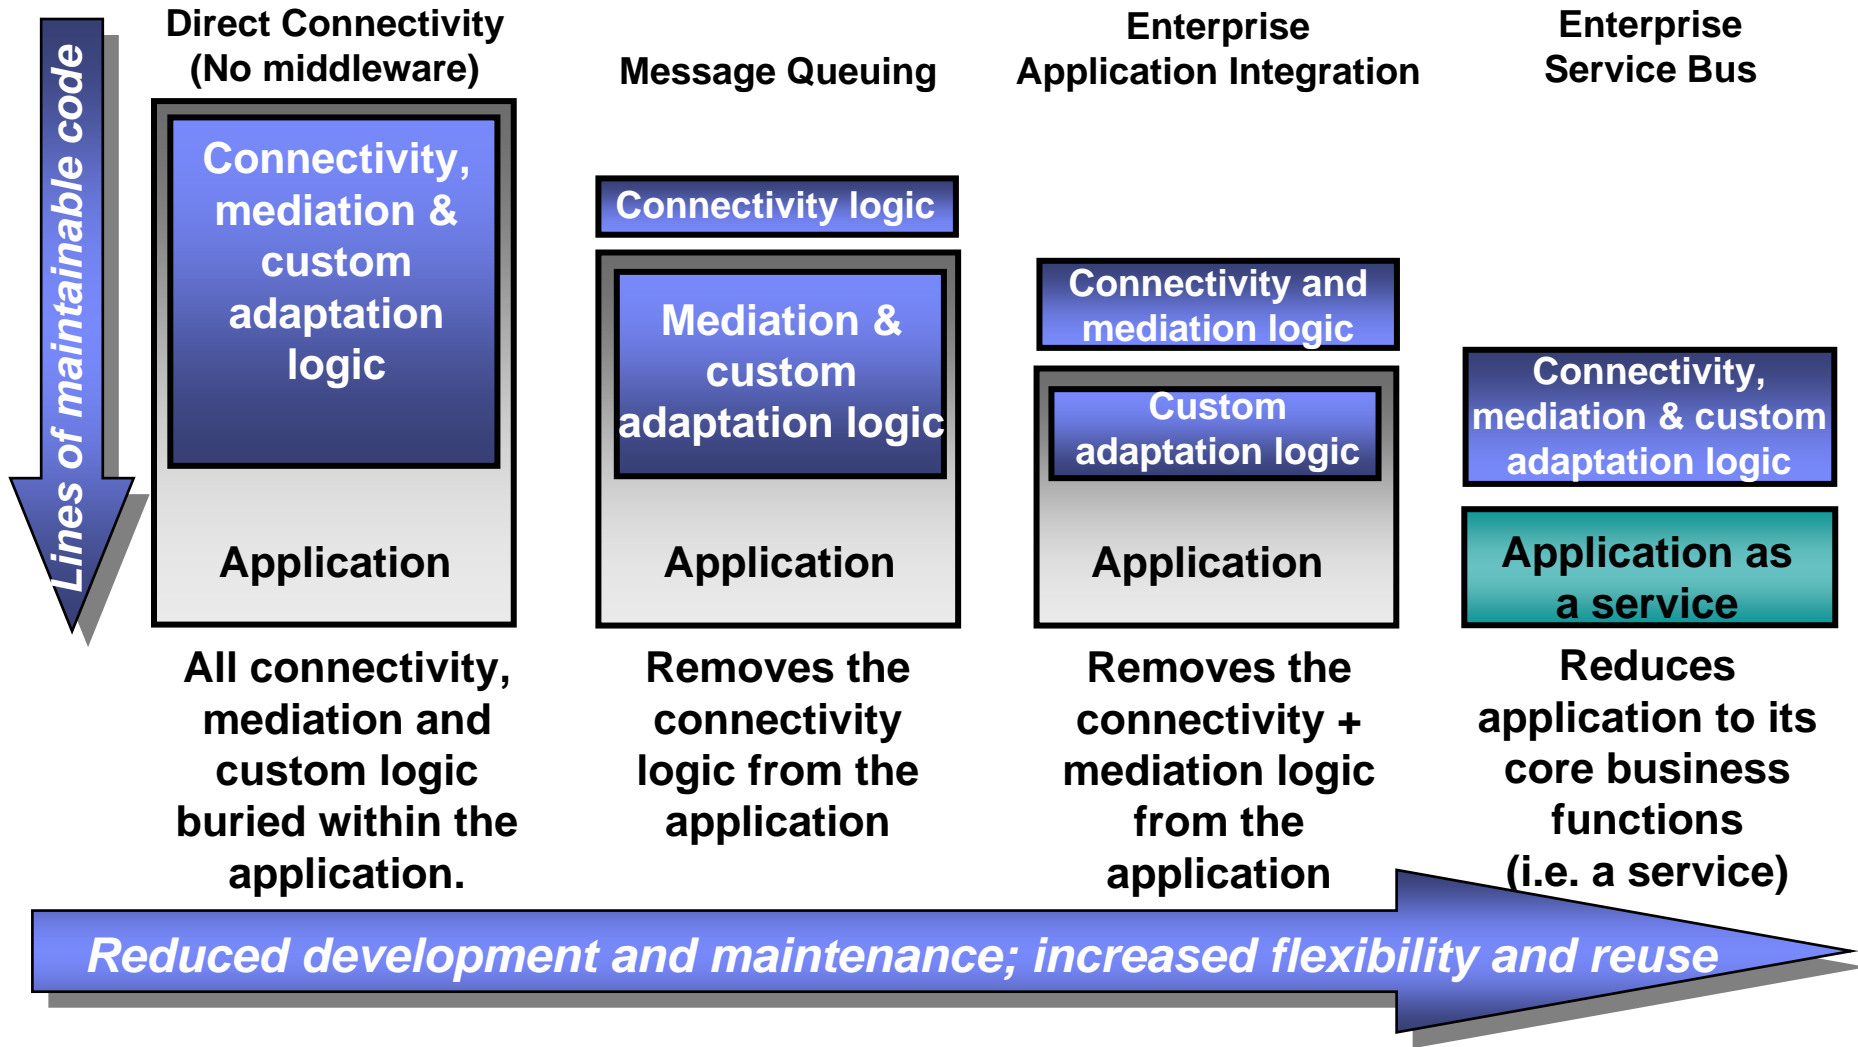 Lines of maintainable code
Direct Connectivity
(No middleware)
Connectivity,
mediation &
custom
adaptation
logic
Application
All connectivity,
mediation and
custom logic
buried within the
application.
Message Queuing
Connectivity logic
Mediation &
custom
adaptation logic
Application
Removes the
connectivity
logic from the
application
Enterprise
Application Integration
Connectivity and
mediation logic
Custom
adaptation logic
Application
Removes the
connectivity +
mediation logic
from the
application
Enterprise
Service Bus
Connectivity,
mediation & custom
adaptation logic
Application as
a service
Reduces
application to its
core business
functions
(i.e. a service)
Reduced development and maintenance; increased flexibility and reuse